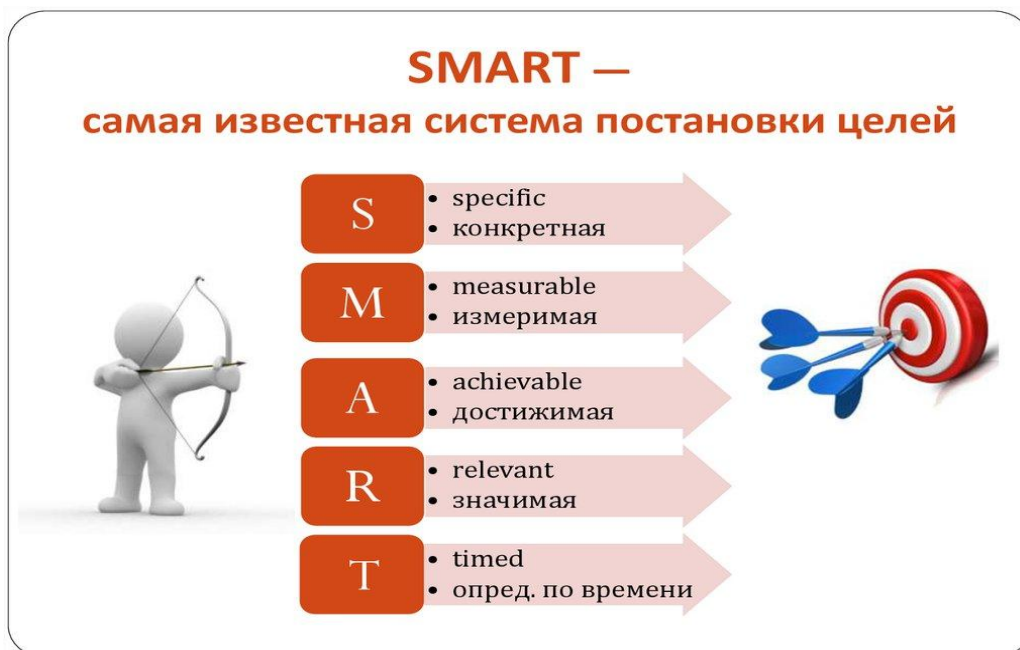 SMART —
самая известная система постановки целей
S
• specific
• конкретная
M
• measurable
• измеримая
A
• achievable
• достижимая
R
• relevant
• значимая
T
• timed
• опред. по времени